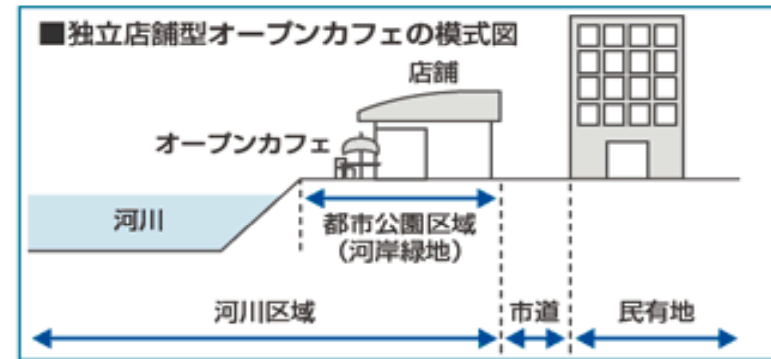 ■独立店舗型オープンカフェの模式図
店舗
オープンカフェ
河川
都市公園区域
（河岸緑地）
河川区域
市道
民有地